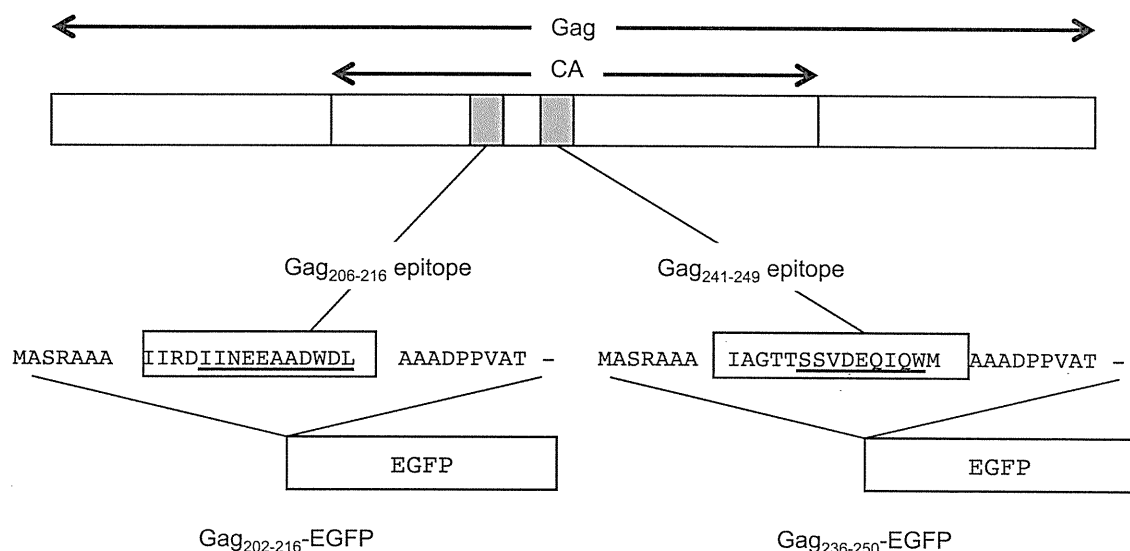 Gag
CA
Gag206-216 epitope
Gag241-249 epitope
MASRAAA IIRDIINEEAADWDL AAADPPVAT –
MASRAAA IAGTTSSVDEQIQWM AAADPPVAT –
EGFP
EGFP
Gag202-216-EGFP
Gag236-250-EGFP